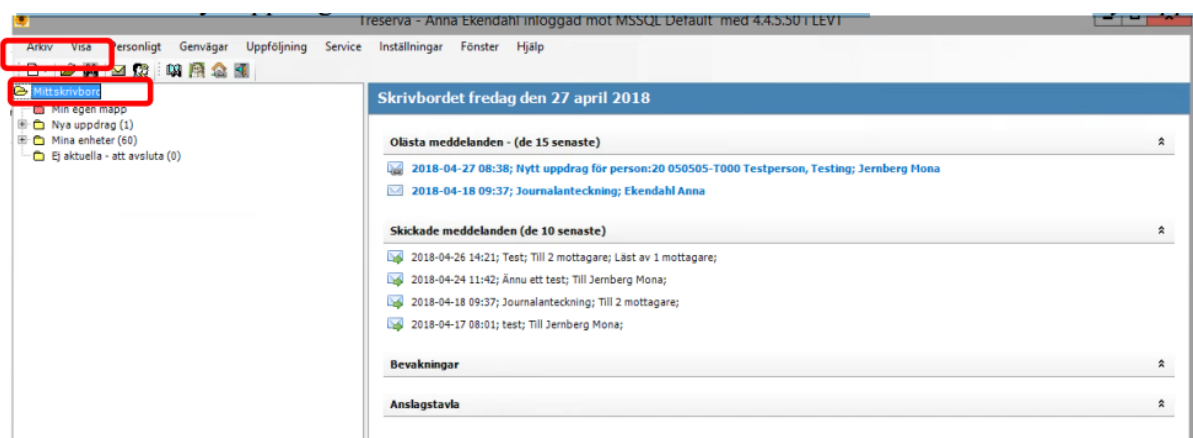 Treserva - Anna Ekendahl inloggad mot MSSQL Default med 4.4.5.50 i LEVT
Arkiv Visa Personligt Genvägar Uppföljning Service Inställningar Fönster Hjälp
Mittskrivbord
Min egen mapp
Nya uppdrag (1)
Mina enheter (60)
Ej aktuella - att avsluta (0)
Skrivbordet fredag den 27 april 2018
Olästa meddelanden - (de 15 senaste)
2018-04-27 08:38; Nytt uppdrag för person:20 050505-T000 Testperson, Testing; Jernberg Mona
2018-04-18 09:37; Journalanteckning; Ekendahl Anna
Skickade meddelanden (de 10 senaste)
2018-04-26 14:21; Test; Till 2 mottagare; Läst av 1 mottagare;
2018-04-24 11:42; Ännu ett test; Till Jernberg Mona;
2018-04-18 09:37; Journalanteckning; Till 2 mottagare;
2018-04-17 08:01; test; Till Jernberg Mona;
Bevakningar
Anslagstavla